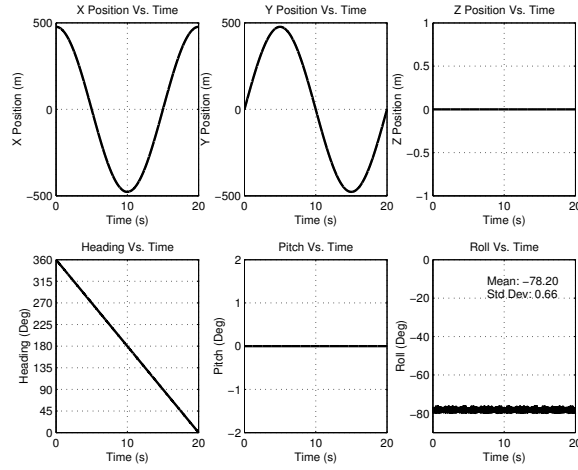 X Position Vs. Time
Y Position Vs. Time
Z Position Vs. Time
X Position (m)
500
0
−500
0
10
20
Time (s)
Y Position (m)
500
0
−500
0
10
20
Time (s)
Z Position (m)
1
0.5
0
−0.5
−1
0
10
20
Time (s)
Heading Vs. Time
Pitch Vs. Time
Roll Vs. Time
Heading (Deg)
360
315
270
225
180
135
90
45
0
0
10
20
Time (s)
Pitch (Deg)
2
1
0
−1
−2
0
10
20
Time (s)
Roll (Deg)
0
−20
−40
−60
−80
Mean: −78.20
Std Dev: 0.66
0
10
20
Time (s)